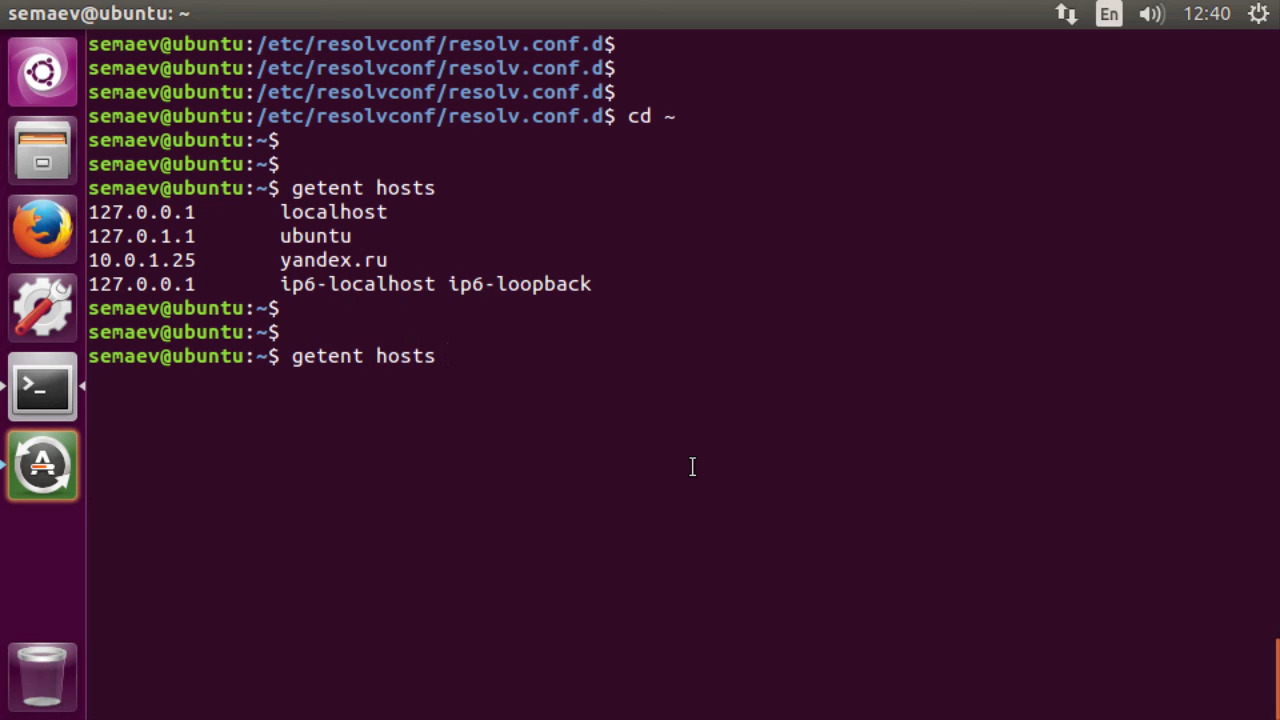 semaev@ubuntu: ~
En
12:40
semaev@ubuntu:/etc/resolvconf/resolv.conf.d$
semaev@ubuntu:/etc/resolvconf/resolv.conf.d$
semaev@ubuntu:/etc/resolvconf/resolv.conf.d$
semaev@ubuntu:/etc/resolvconf/resolv.conf.d$ cd ~
semaev@ubuntu:~$
semaev@ubuntu:~$
semaev@ubuntu:~$ getent hosts
127.0.0.1       localhost
127.0.1.1       ubuntu
10.0.1.25       yandex.ru
127.0.0.1       ip6-localhost ip6-loopback
semaev@ubuntu:~$
semaev@ubuntu:~$
semaev@ubuntu:~$ getent hosts